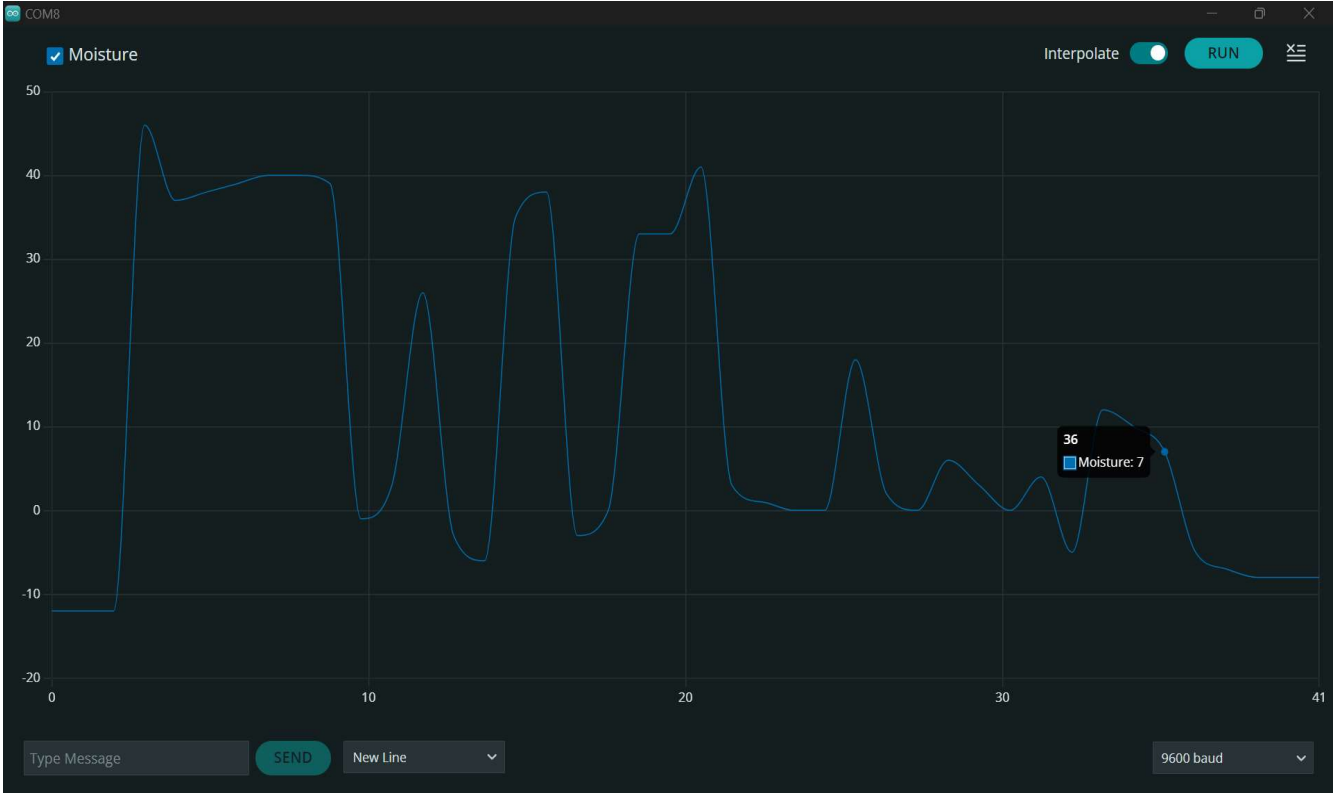 COM8
Moisture
Interpolate RUN
50
40
30
20
10
0
-10
-20
0 10 20 30 41
36
Moisture: 7
Type Message SEND New Line 9600 baud